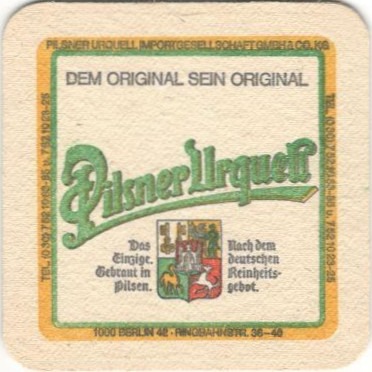 PILSNER URQUELL IMPORTGESELLSCHAFT GMBH & CO. KG
DEM ORIGINAL SEIN ORIGINAL
Pilsner Urquell
Das
Einzige.
Gebraut in
Pilsen.
Nach dem
deutschen
Reinheits-
gebot.
1000 BERLIN 42 · RINGBAHNSTR. 36-40